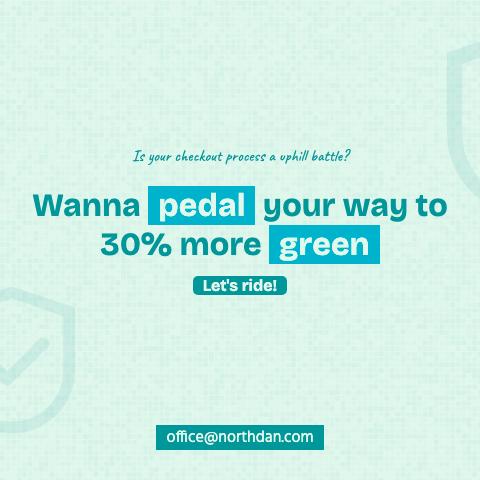 Is your checkout process a uphill battle?
Wanna pedal your way to
30% more green
Let's ride!
office@northdan.com